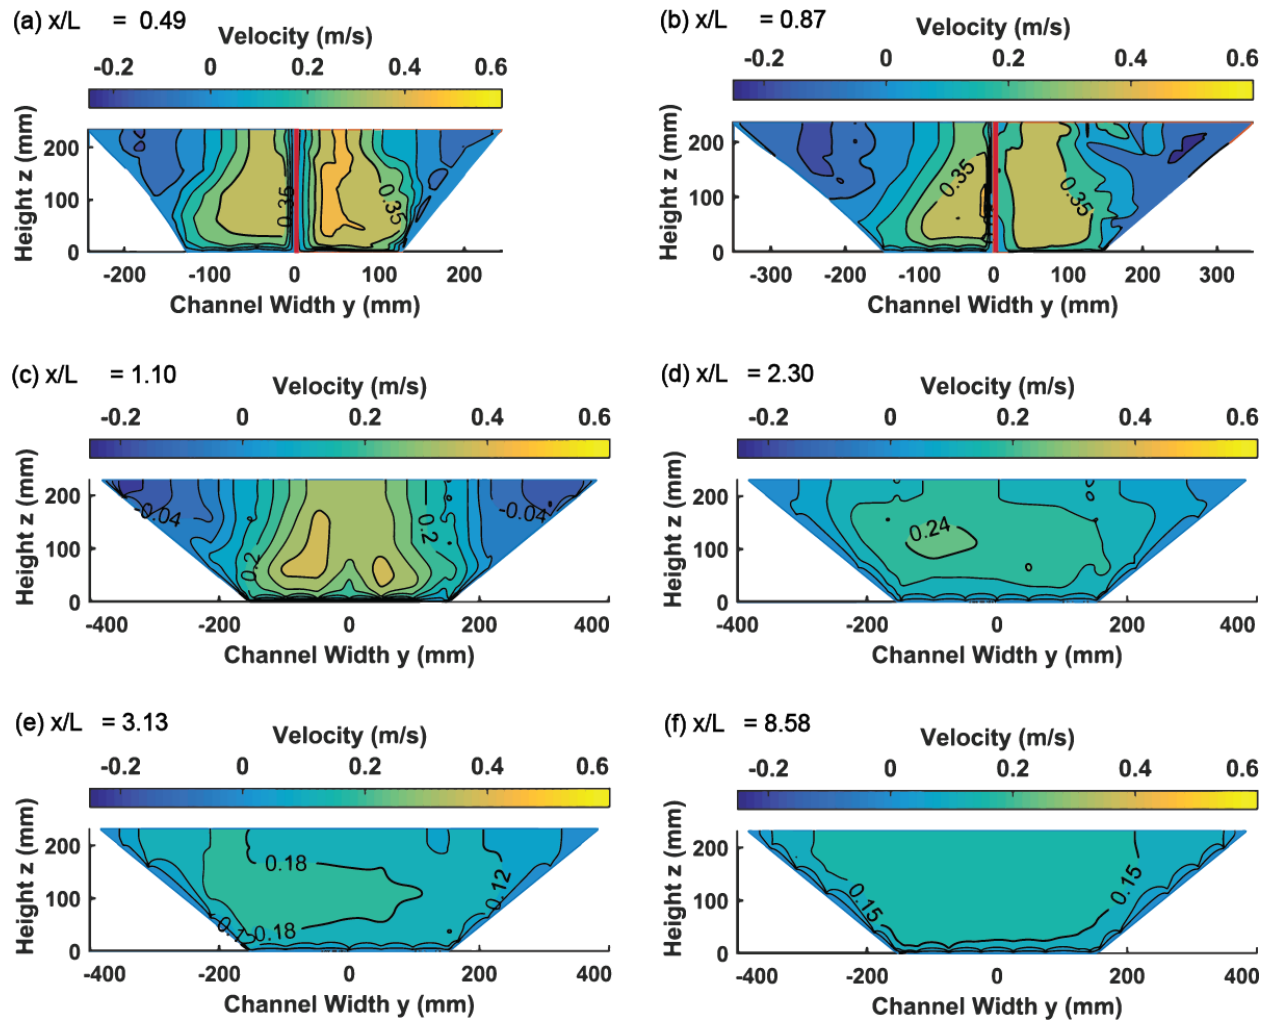 (a) x/L = 0.49
Velocity (m/s)
-0.2 0 0.2 0.4 0.6
Height z (mm)
200
100
0
0.35
0.35
-200 -100 0 100 200
Channel Width y (mm)
(b) x/L = 0.87
Velocity (m/s)
-0.2 0 0.2 0.4 0.6
Height z (mm)
200
100
0
0.35
0.35
-300 -200 -100 0 100 200 300
Channel Width y (mm)
(c) x/L = 1.10
Velocity (m/s)
-0.2 0 0.2 0.4 0.6
Height z (mm)
200
100
0
-0.04
0.2
0.2
-0.04
-400 -200 0 200 400
Channel Width y (mm)
(d) x/L = 2.30
Velocity (m/s)
-0.2 0 0.2 0.4 0.6
Height z (mm)
200
100
0
0.24
-400 -200 0 200 400
Channel Width y (mm)
(e) x/L = 3.13
Velocity (m/s)
-0.2 0 0.2 0.4 0.6
Height z (mm)
200
100
0
0.18
0.12
0.18
-400 -200 0 200 400
Channel Width y (mm)
(f) x/L = 8.58
Velocity (m/s)
-0.2 0 0.2 0.4 0.6
Height z (mm)
200
100
0
0.15
0.15
-400 -200 0 200 400
Channel Width y (mm)